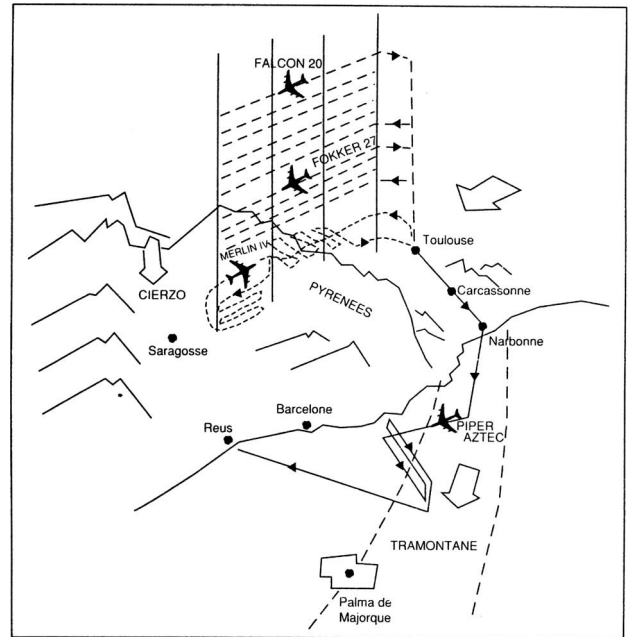 FALCON 20
FOKKER 27
MERLIN IV
Toulouse
CIERZO
PYRENEES
Carcassonne
Narbonne
Saragosse
Barcelone
Reus
PIPER
AZTEC
TRAMONTANE
Palma de
Majorque